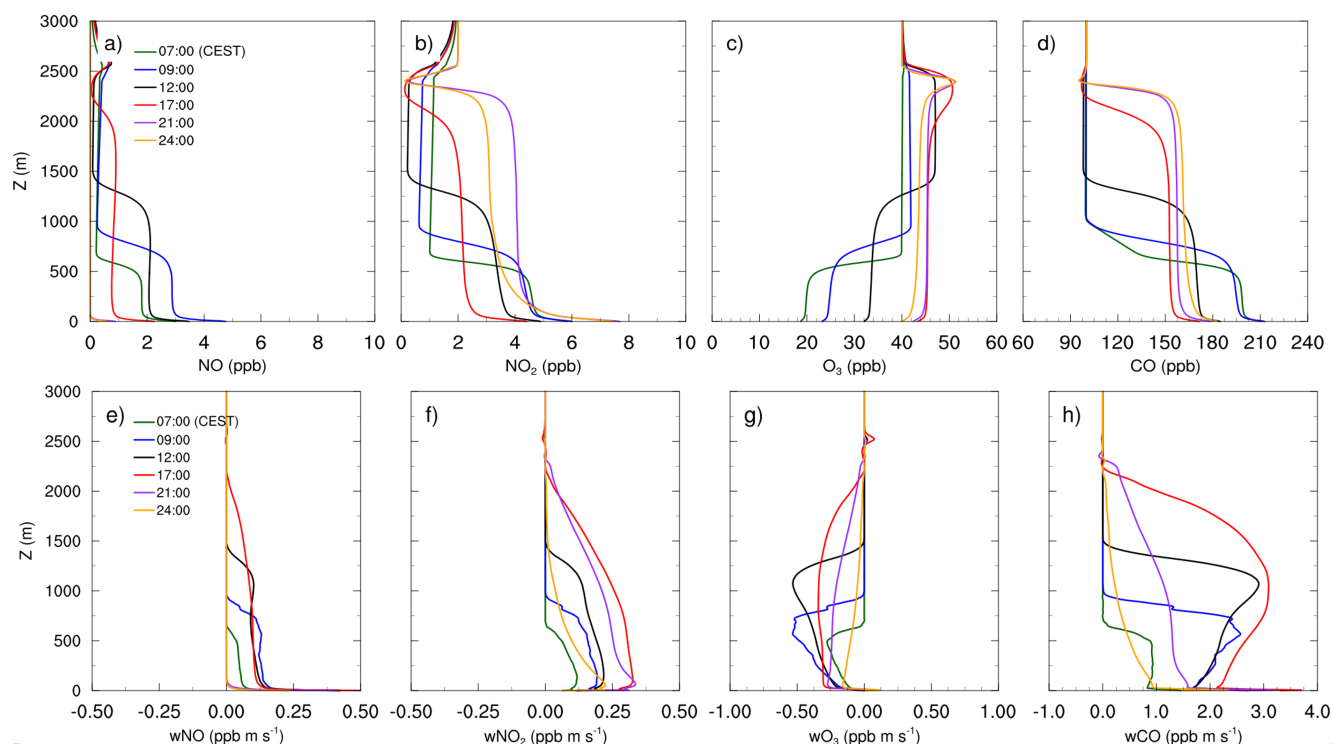 3000
2500
2000
1500
1000
500
0
Z (m)
a)
07:00 (CEST)
09:00
12:00
17:00
21:00
24:00
0 2 4 6 8 10
NO (ppb)
b)
0 2 4 6 8 10
NO₂ (ppb)
c)
0 20 40 60
O₃ (ppb)
d)
60 90 120 150 180 210 240
CO (ppb)
3000
2500
2000
1500
1000
500
0
Z (m)
e)
07:00 (CEST)
09:00
12:00
17:00
21:00
24:00
-0.50 -0.25 0.00 0.25 0.50
wNO (ppb m s⁻¹)
f)
-0.50 -0.25 0.00 0.25 0.50
wNO₂ (ppb m s⁻¹)
g)
-1.00 -0.50 0.00 0.50 1.00
wO₃ (ppb m s⁻¹)
h)
-1.0 0.0 1.0 2.0 3.0 4.0
wCO (ppb m s⁻¹)